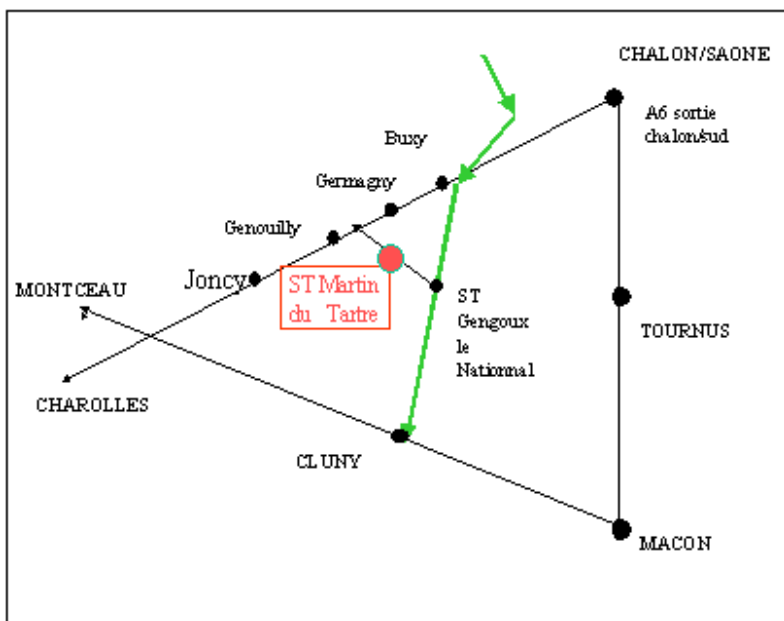 CHALON/SAONE
A6 sortie
chalon/sud
Buxy
Germagny
Genouilly
Joncy
MONTCEAU
ST Martin
du Tartre
ST
Gengoux
le
Nationnal
TOURNUS
CHAROLLES
CLUNY
MACON